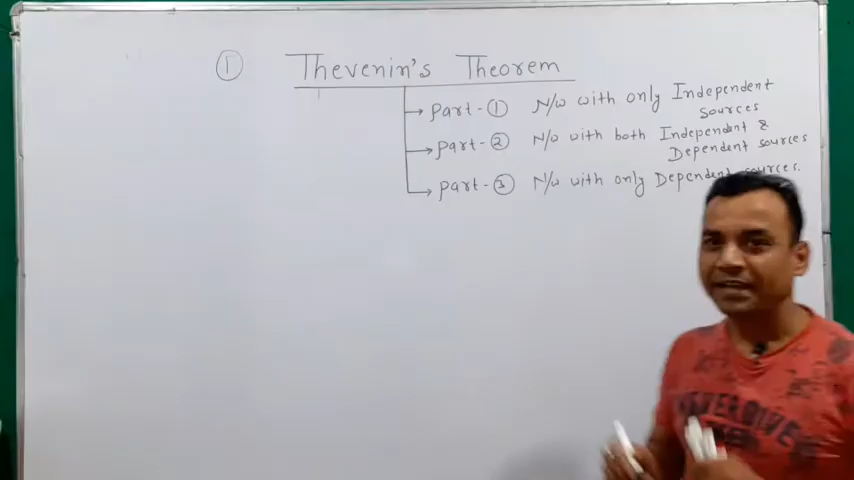 ① Thevenin's Theorem
part-① N/w with only Independent
Sources
part-② N/w with both Independent &
Dependent sources
part-③ N/w with only Dependent sources.